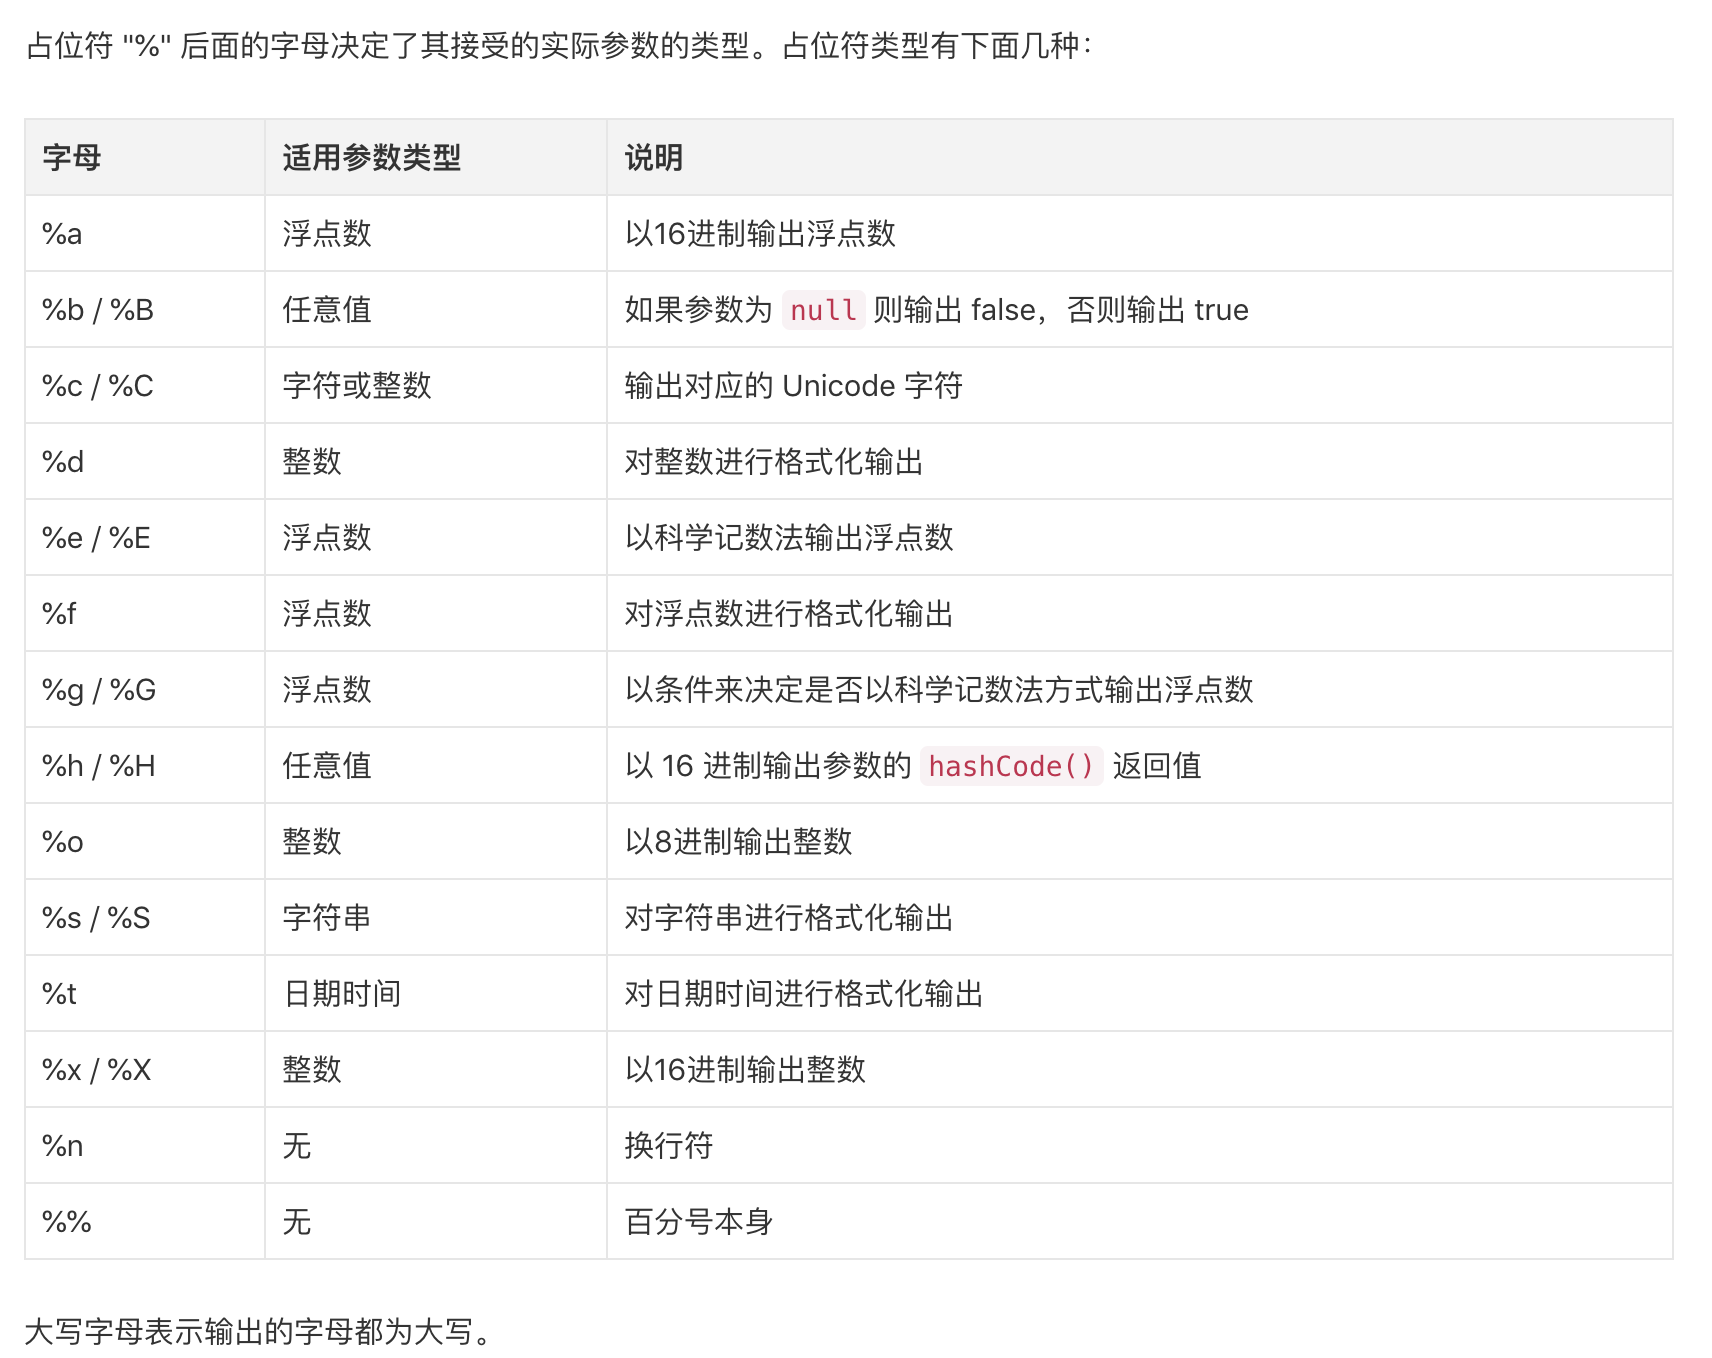 占位符 "%" 后面的字母决定了其接受的实际参数的类型。占位符类型有下面几种：
字母 适用参数类型 说明
%a 浮点数 以16进制输出浮点数
%b / %B 任意值 如果参数为 null 则输出 false，否则输出 true
%c / %C 字符或整数 输出对应的 Unicode 字符
%d 整数 对整数进行格式化输出
%e / %E 浮点数 以科学记数法输出浮点数
%f 浮点数 对浮点数进行格式化输出
%g / %G 浮点数 以条件来决定是否以科学记数法方式输出浮点数
%h / %H 任意值 以 16 进制输出参数的 hashCode() 返回值
%o 整数 以8进制输出整数
%s / %S 字符串 对字符串进行格式化输出
%t 日期时间 对日期时间进行格式化输出
%x / %X 整数 以16进制输出整数
%n 无 换行符
%% 无 百分号本身
大写字母表示输出的字母都为大写。